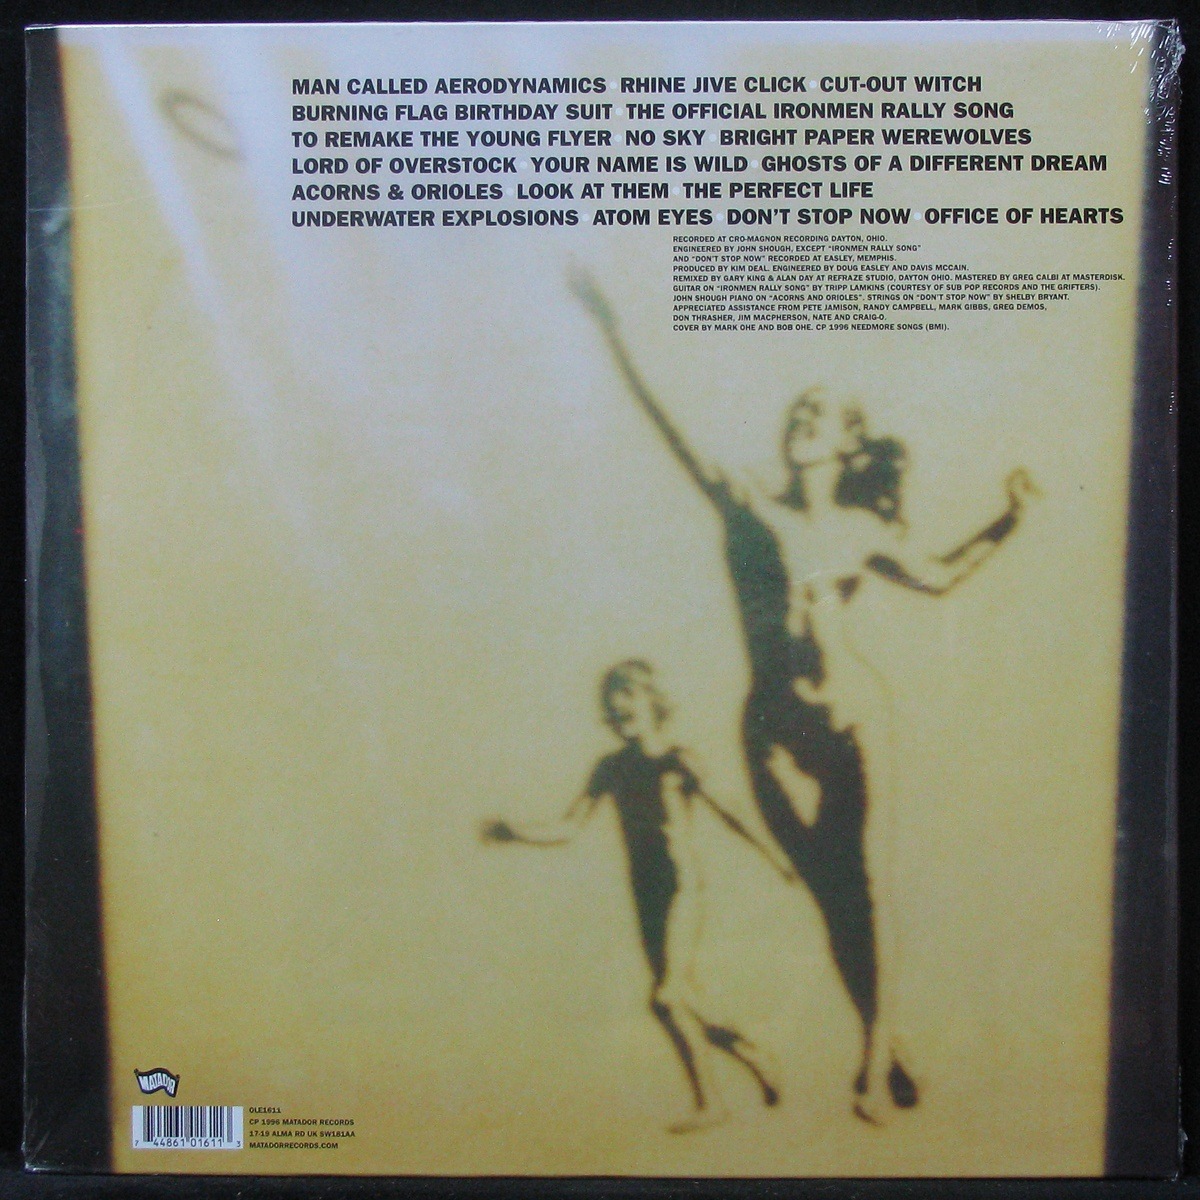 MAN CALLED AERODYNAMICS • RHINE JIVE CLICK • CUT-OUT WITCH
BURNING FLAG BIRTHDAY SUIT • THE OFFICIAL IRONMEN RALLY SONG
TO REMAKE THE YOUNG FLYER • NO SKY • BRIGHT PAPER WEREWOLVES
LORD OF OVERSTOCK • YOUR NAME IS WILD • GHOSTS OF A DIFFERENT DREAM
ACORNS & ORIOLES • LOOK AT THEM • THE PERFECT LIFE
UNDERWATER EXPLOSIONS • ATOM EYES • DON'T STOP NOW • OFFICE OF HEARTS
RECORDED AT CRO-MAGNON RECORDING DAYTON, OHIO.
ENGINEERED BY JOHN SHOUGH, EXCEPT "IRONMEN RALLY SONG"
AND "DON'T STOP NOW" RECORDED AT EASLEY, MEMPHIS.
PRODUCED BY KIM DEAL. ENGINEERED BY DOUG EASLEY AND DAVIS MCCAIN.
REMIXED BY GARY KING & ALAN DAY AT REFRAZE STUDIO, DAYTON OHIO. MASTERED BY GREG CALBI AT MASTERDISK.
GUITAR ON "IRONMEN RALLY SONG" BY TRIPP LAMKINS (COURTESY OF SUB POP RECORDS AND THE GRIFTERS).
JOHN SHOUGH PIANO ON "ACORNS AND ORIOLES". STRINGS ON "DON'T STOP NOW" BY SHELBY BRYANT.
APPRECIATED ASSISTANCE FROM PETE JAMISON, RANDY CAMPBELL, MARK GIBBS, GREG DEMOS,
DON THRASHER, JIM MACPHERSON, NATE AND CRAIG-O.
COVER BY MARK OHE AND BOB OHE. CP 1996 NEEDMORE SONGS (BMI).
MATADOR
OLE1611
CP 1996 MATADOR RECORDS
17-19 ALMA RD UK SW181AA
MATADORRECORDS.COM
7 44861 01611 3